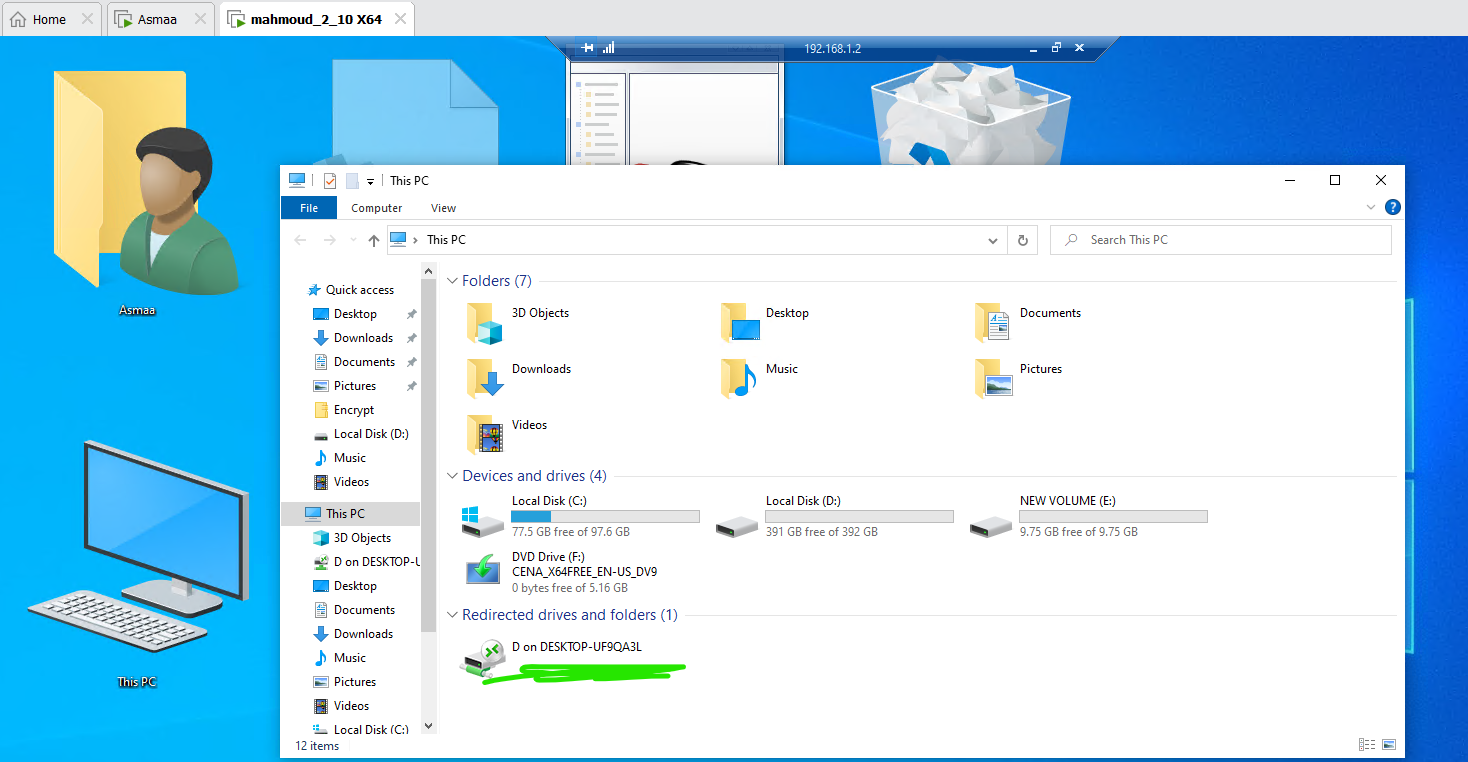 Home
Asmaa
mahmoud_2_10 X64
192.168.1.2
Asmaa
This PC
This PC
File
Computer
View
This PC
Search This PC
Quick access
Desktop
Downloads
Documents
Pictures
Encrypt
Local Disk (D:)
Music
Videos
This PC
3D Objects
D on DESKTOP-U
Desktop
Documents
Downloads
Music
Pictures
Videos
Local Disk (C:)
Folders (7)
3D Objects
Desktop
Documents
Downloads
Music
Pictures
Videos
Devices and drives (4)
Local Disk (C:)
77.5 GB free of 97.6 GB
Local Disk (D:)
391 GB free of 392 GB
NEW VOLUME (E:)
9.75 GB free of 9.75 GB
DVD Drive (F:)
CENA_X64FREE_EN-US_DV9
0 bytes free of 5.16 GB
Redirected drives and folders (1)
D on DESKTOP-UF9QA3L
12 items